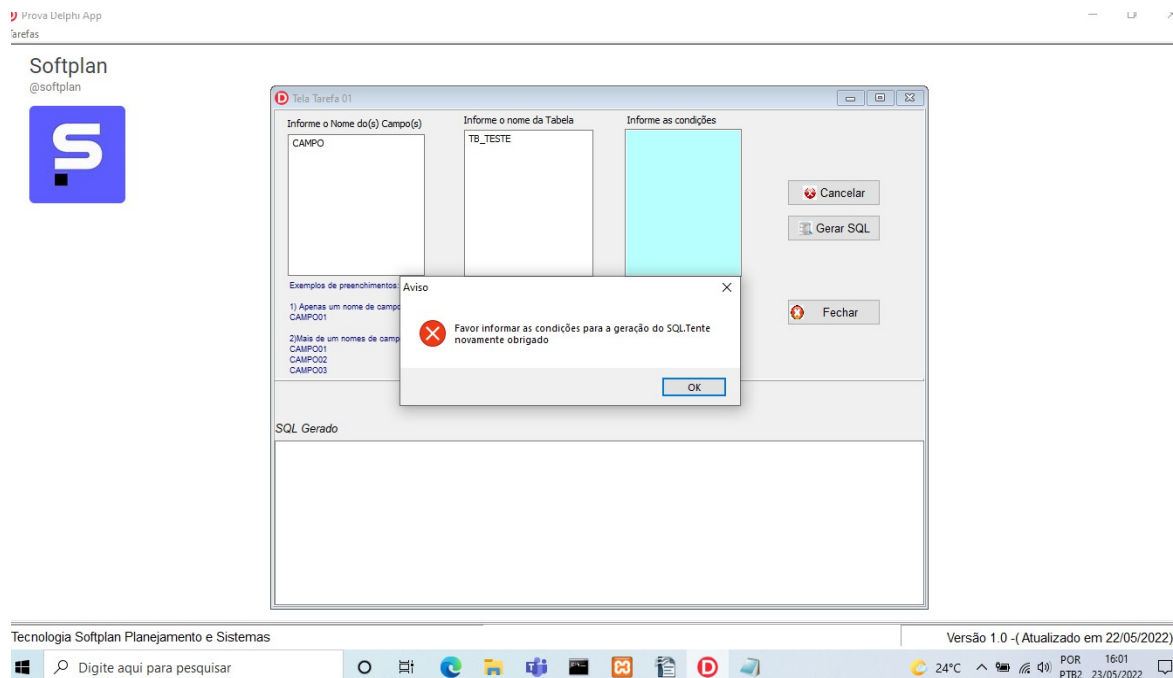 Prova Delphi App
Tarefas
Softplan
@softplan
Tela Tarefa 01
Informe o Nome do(s) Campo(s)
Informe o nome da Tabela
Informe as condições
CAMPO
TB_TESTE
Cancelar
Gerar SQL
Fechar
Exemplos de preenchimentos:
1) Apenas um nome de campo
CAMPO01
2)Mais de um nomes de camp
CAMPO01
CAMPO02
CAMPO03
Aviso
Favor informar as condições para a geração do SQL.Tente
novamente obrigado
OK
SQL Gerado
Tecnologia Softplan Planejamento e Sistemas
Versão 1.0 -( Atualizado em 22/05/2022)
Digite aqui para pesquisar
24°C
POR
PTB2
16:01
23/05/2022